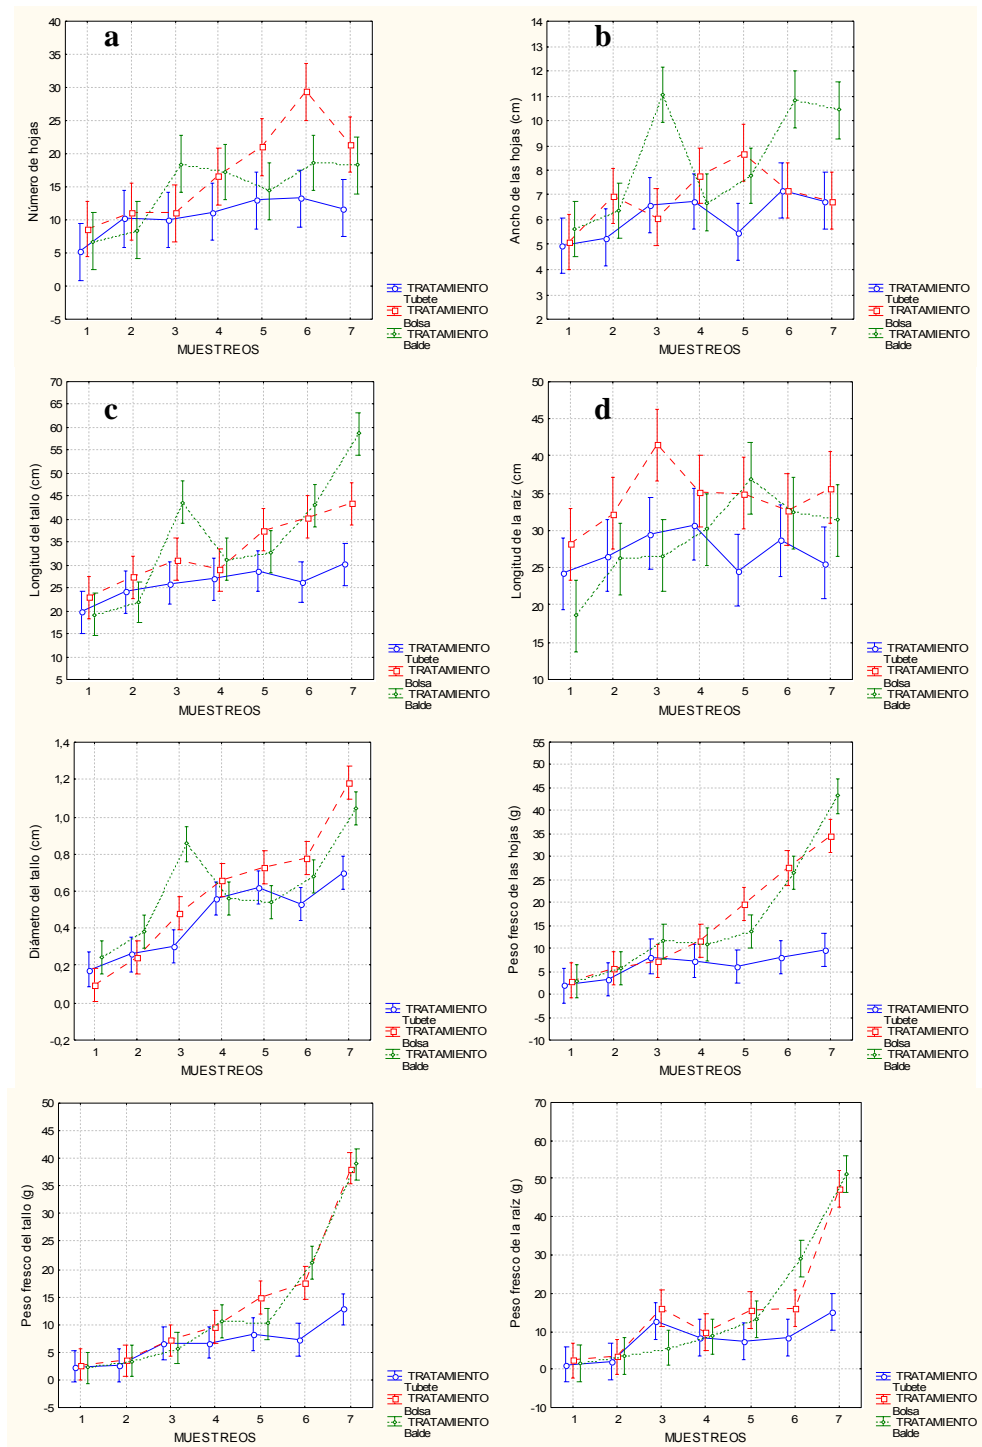 a
Número de hojas
40
35
30
25
20
15
10
5
0
-5
1 2 3 4 5 6 7
MUESTREOS
TRATAMIENTO
Tubete
TRATAMIENTO
Bolsa
TRATAMIENTO
Balde
b
Ancho de las hojas (cm)
14
13
12
11
10
9
8
7
6
5
4
3
2
1 2 3 4 5 6 7
MUESTREOS
TRATAMIENTO
Tubete
TRATAMIENTO
Bolsa
TRATAMIENTO
Balde
c
Longitud del tallo (cm)
70
65
60
55
50
45
40
35
30
25
20
15
10
5
1 2 3 4 5 6 7
MUESTREOS
TRATAMIENTO
Tubete
TRATAMIENTO
Bolsa
TRATAMIENTO
Balde
d
Longitud de la raíz (cm
50
45
40
35
30
25
20
15
10
1 2 3 4 5 6 7
MUESTREOS
TRATAMIENTO
Tubete
TRATAMIENTO
Bolsa
TRATAMIENTO
Balde
Diámetro del tallo (cm)
1,4
1,2
1,0
0,8
0,6
0,4
0,2
0,0
-0,2
1 2 3 4 5 6 7
MUESTREOS
TRATAMIENTO
Tubete
TRATAMIENTO
Bolsa
TRATAMIENTO
Balde
Peso fresco de las hojas (g)
55
50
45
40
35
30
25
20
15
10
5
0
-5
-10
1 2 3 4 5 6 7
MUESTREOS
TRATAMIENTO
Tubete
TRATAMIENTO
Bolsa
TRATAMIENTO
Balde
Peso fresco del tallo (g)
50
45
40
35
30
25
20
15
10
5
0
-5
1 2 3 4 5 6 7
MUESTREOS
TRATAMIENTO
Tubete
TRATAMIENTO
Bolsa
TRATAMIENTO
Balde
Peso fresco de la raíz (g)
70
60
50
40
30
20
10
0
-10
1 2 3 4 5 6 7
MUESTREOS
TRATAMIENTO
Tubete
TRATAMIENTO
Bolsa
TRATAMIENTO
Balde